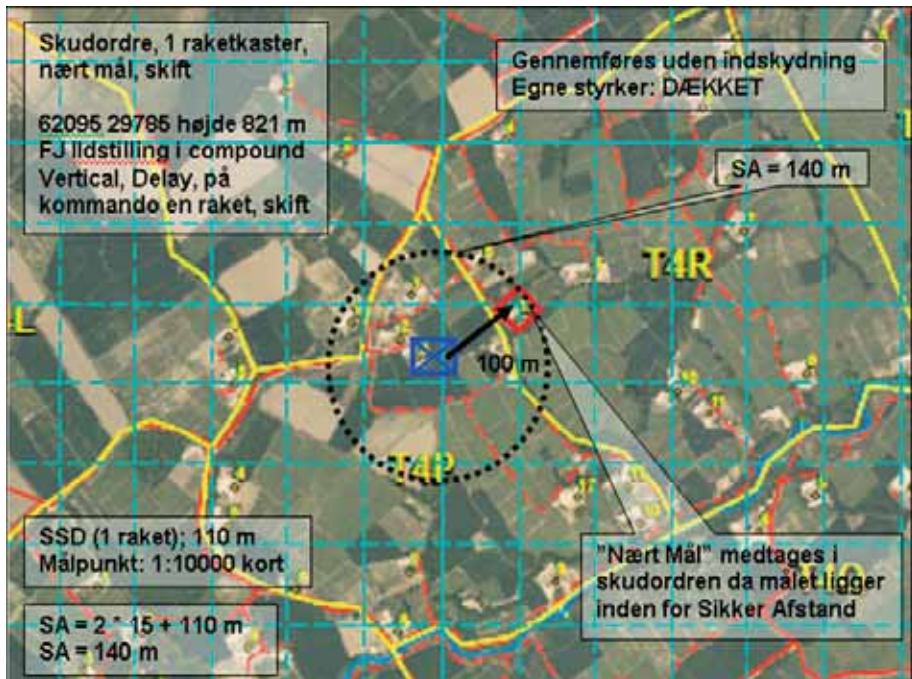 Skudordre, 1 raketkaster,
nært mål, skift
62095 29785 højde 821 m
FJ Ildstilling i compound
Vertical, Delay, på
kommando en raket, skift
Gennemføres uden indskydning
Egne styrker: DÆKKET
SA = 140 m
T4R
100 m
T4P
SSD (1 raket); 110 m
Målpunkt: 1:10000 kort
SA = 2 * 15 + 110 m
SA = 140 m
"Nært Mål" medtages i
skudordren da målet ligger
inden for Sikker Afstand